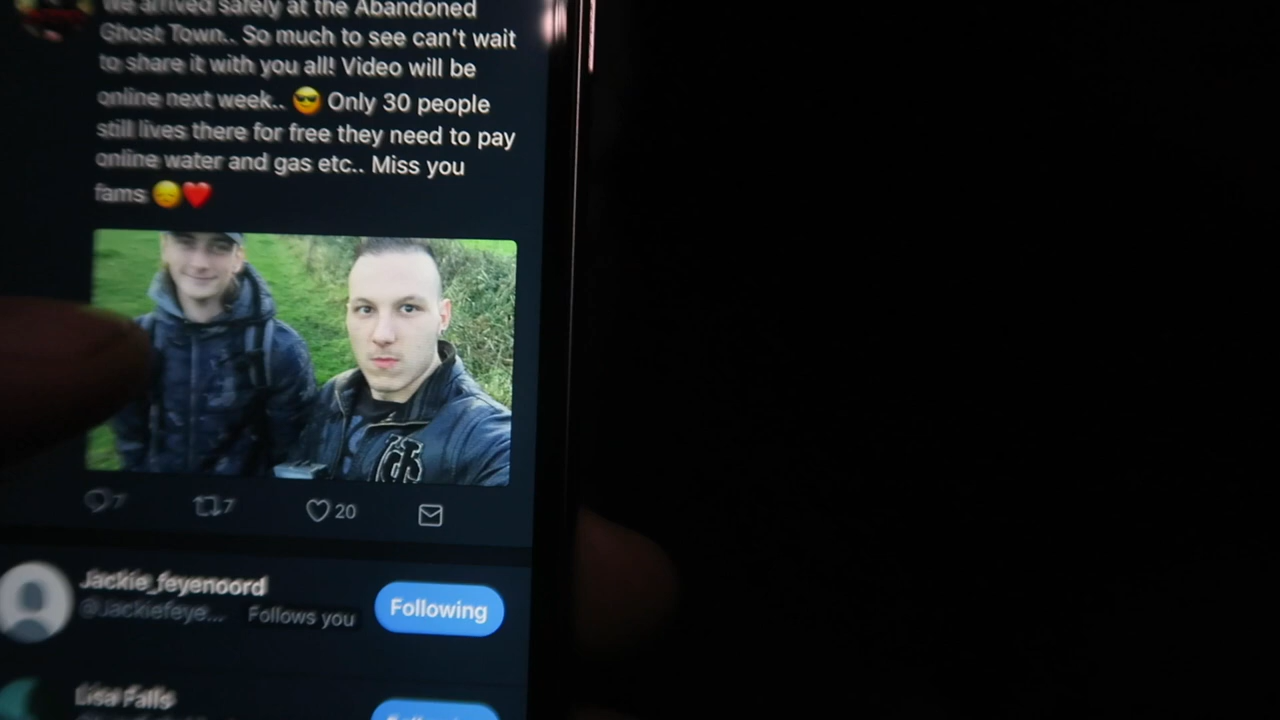 We arrived safely at the Abandoned
Ghost Town.. So much to see can't wait
to share it with you all! Video will be
online next week.. 😎 Only 30 people
still lives there for free they need to pay
online water and gas etc.. Miss you
fams 😞❤️
7 7 20
Jackie_feyenoord
@Jackiefeye... Follows you
Following
Lisa Falls
Following